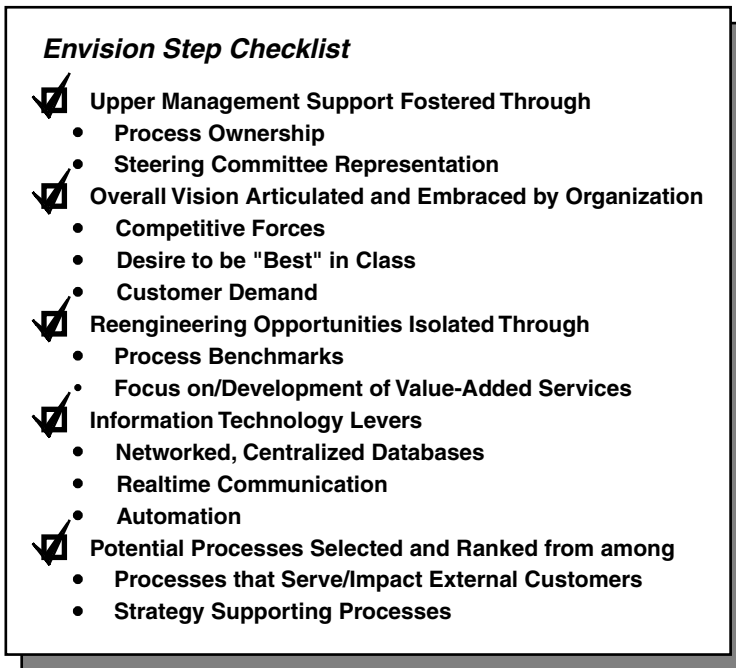 Envision Step Checklist
Upper Management Support Fostered Through
• Process Ownership
• Steering Committee Representation
Overall Vision Articulated and Embraced by Organization
• Competitive Forces
• Desire to be "Best" in Class
• Customer Demand
Reengineering Opportunities Isolated Through
• Process Benchmarks
• Focus on/Development of Value-Added Services
Information Technology Levers
• Networked, Centralized Databases
• Realtime Communication
• Automation
Potential Processes Selected and Ranked from among
• Processes that Serve/Impact External Customers
• Strategy Supporting Processes